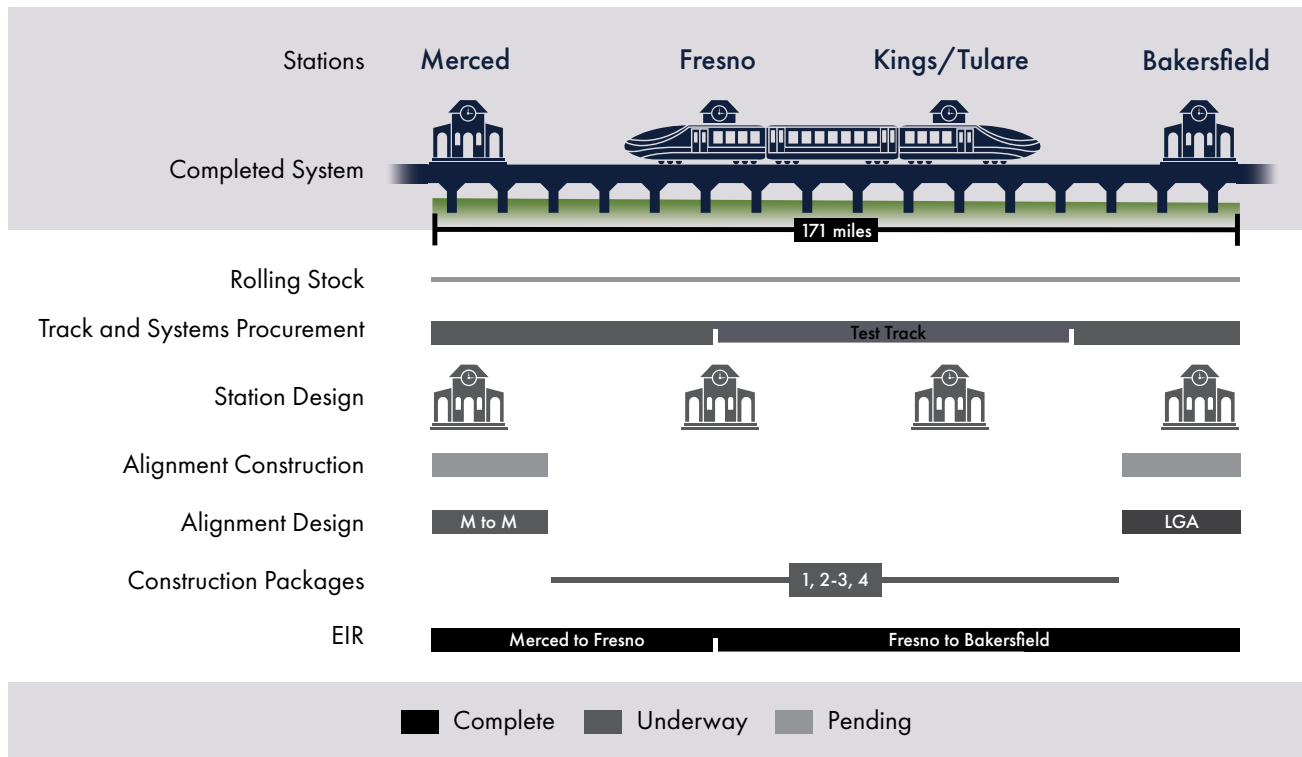 Stations Merced Fresno Kings/Tulare Bakersfield
Completed System
171 miles
Rolling Stock
Track and Systems Procurement Test Track
Station Design
Alignment Construction
Alignment Design M to M LGA
Construction Packages 1, 2-3, 4
EIR Merced to Fresno Fresno to Bakersfield
Complete Underway Pending